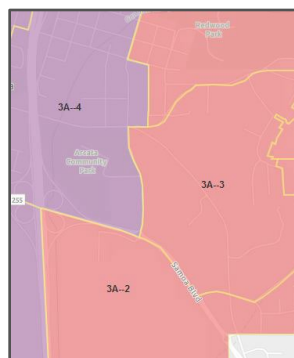 Redwood
Park
3A--4
Arcata
Community
Park
3A--3
255
Samoa Blvd
3A--2